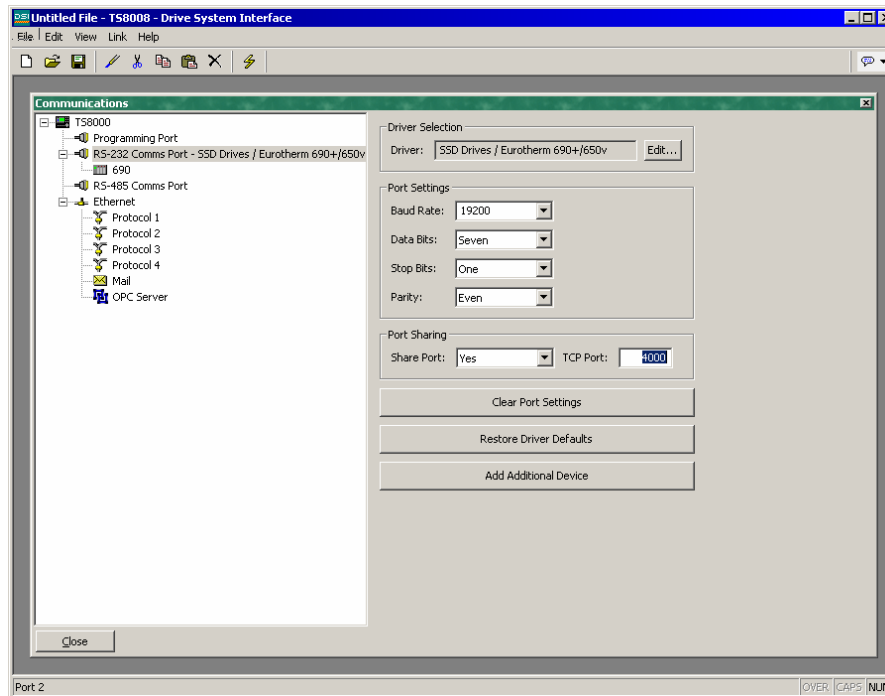 DSI Untitled File - TS8008 - Drive System Interface
File Edit View Link Help
Communications
TS8000
Programming Port
RS-232 Comms Port - SSD Drives / Eurotherm 690+/650v
690
RS-485 Comms Port
Ethernet
Protocol 1
Protocol 2
Protocol 3
Protocol 4
Mail
OPC Server
Driver Selection
Driver: SSD Drives / Eurotherm 690+/650v Edit...
Port Settings
Baud Rate: 19200
Data Bits: Seven
Stop Bits: One
Parity: Even
Port Sharing
Share Port: Yes TCP Port: 4000
Clear Port Settings
Restore Driver Defaults
Add Additional Device
Close
Port 2 OVER CAPS NUM